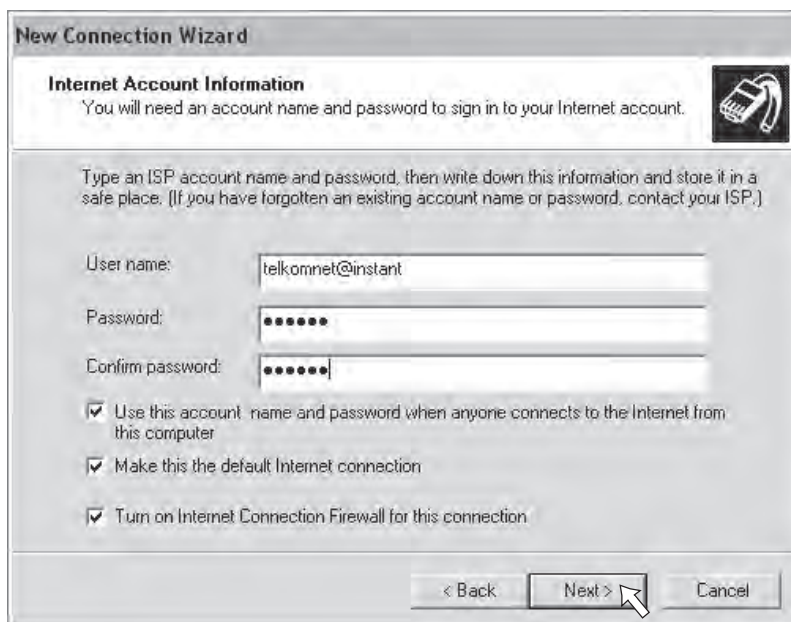 New Connection Wizard
Internet Account Information
You will need an account name and password to sign in to your Internet account.
Type an ISP account name and password, then write down this information and store it in a
safe place. (If you have forgotten an existing account name or password, contact your ISP.)
User name:
telkomnet@instant
Password:
●●●●●●
Confirm password:
●●●●●●
Use this account name and password when anyone connects to the Internet from
this computer
Make this the default Internet connection
Turn on Internet Connection Firewall for this connection
< Back
Next >
Cancel